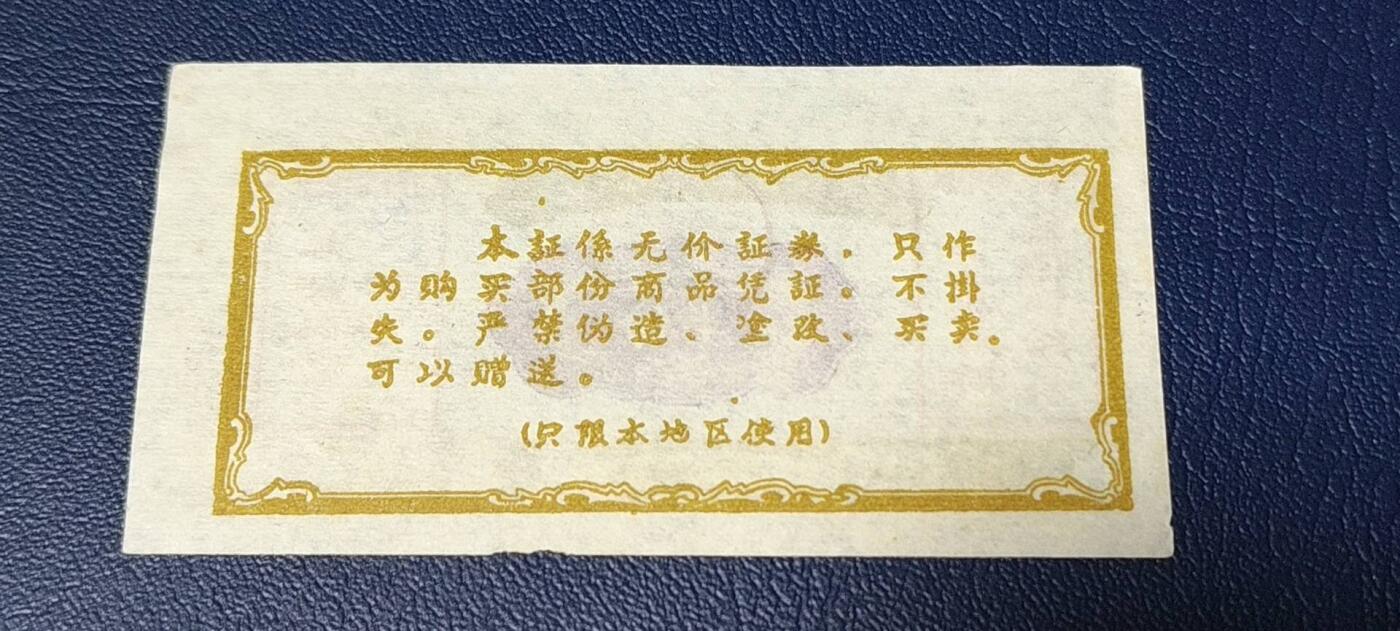 本証係无价証券．只作
为购买部份商品凭証。不掛
失。严禁伪造、塗改、买卖。
可以赠送。
(只限本地区使用)